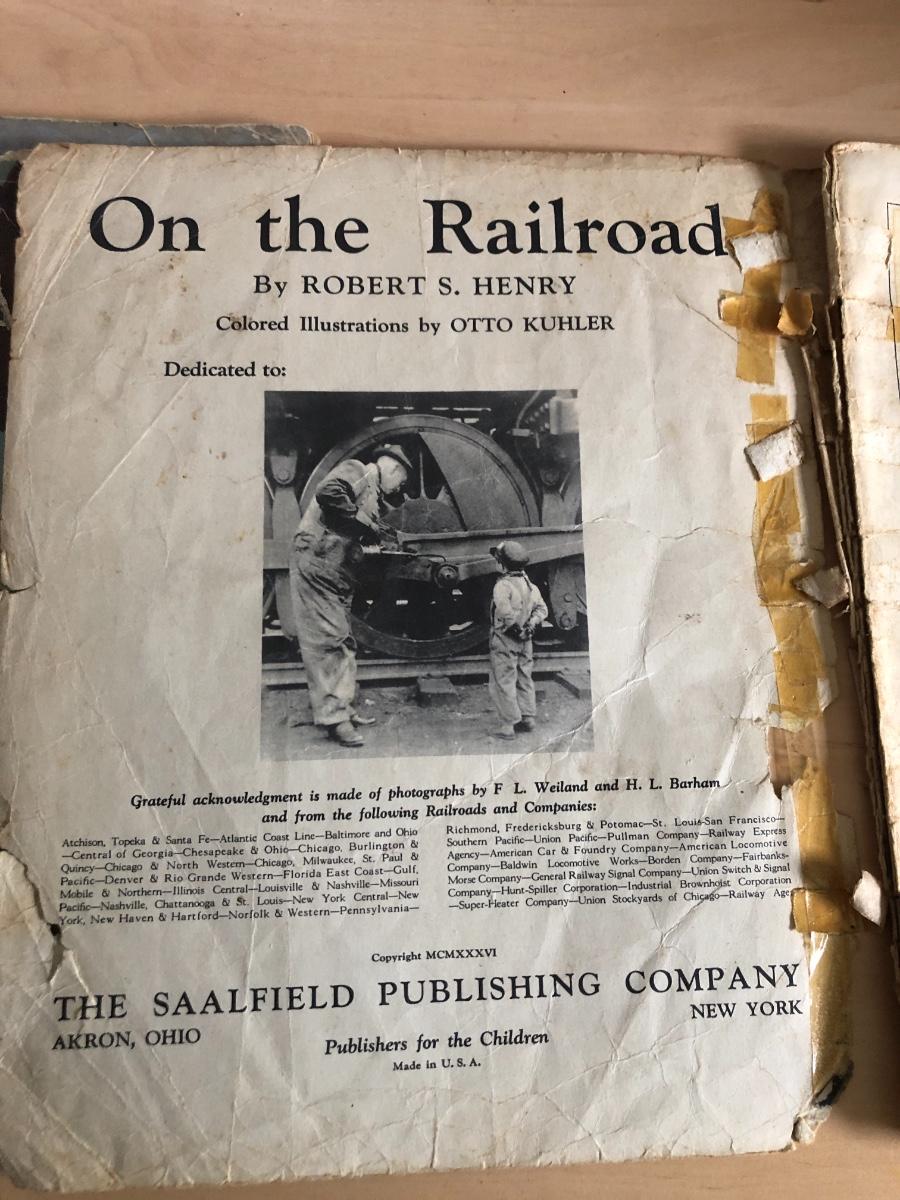 On the Railroad
By ROBERT S. HENRY
Colored Illustrations by OTTO KUHLER
Dedicated to:
Grateful acknowledgment is made of photographs by F L. Weiland and H. L. Barham
and from the following Railroads and Companies:
Atchison, Topeka & Santa Fe—Atlantic Coast Line—Baltimore and Ohio
—Central of Georgia—Chesapeake & Ohio—Chicago, Burlington &
Quincy—Chicago & North Western—Chicago, Milwaukee, St. Paul &
Pacific—Denver & Rio Grande Western—Florida East Coast—Gulf,
Mobile & Northern—Illinois Central—Louisville & Nashville—Missouri
Pacific—Nashville, Chattanooga & St. Louis—New York Central—New
York, New Haven & Hartford—Norfolk & Western—Pennsylvania—
Richmond, Fredericksburg & Potomac—St. Louis-San Francisco—
Southern Pacific—Union Pacific—Pullman Company—Railway Express
Agency—American Car & Foundry Company—American Locomotive
Company—Baldwin Locomotive Works—Borden Company—Fairbanks-
Morse Company—General Railway Signal Company—Union Switch & Signal
Company—Hunt-Spiller Corporation—Industrial Brownhoist Corporation
—Super-Heater Company—Union Stockyards of Chicago—Railway Age
Copyright MCMXXXVI
THE SAALFIELD PUBLISHING COMPANY
AKRON, OHIO
NEW YORK
Publishers for the Children
Made in U. S. A.